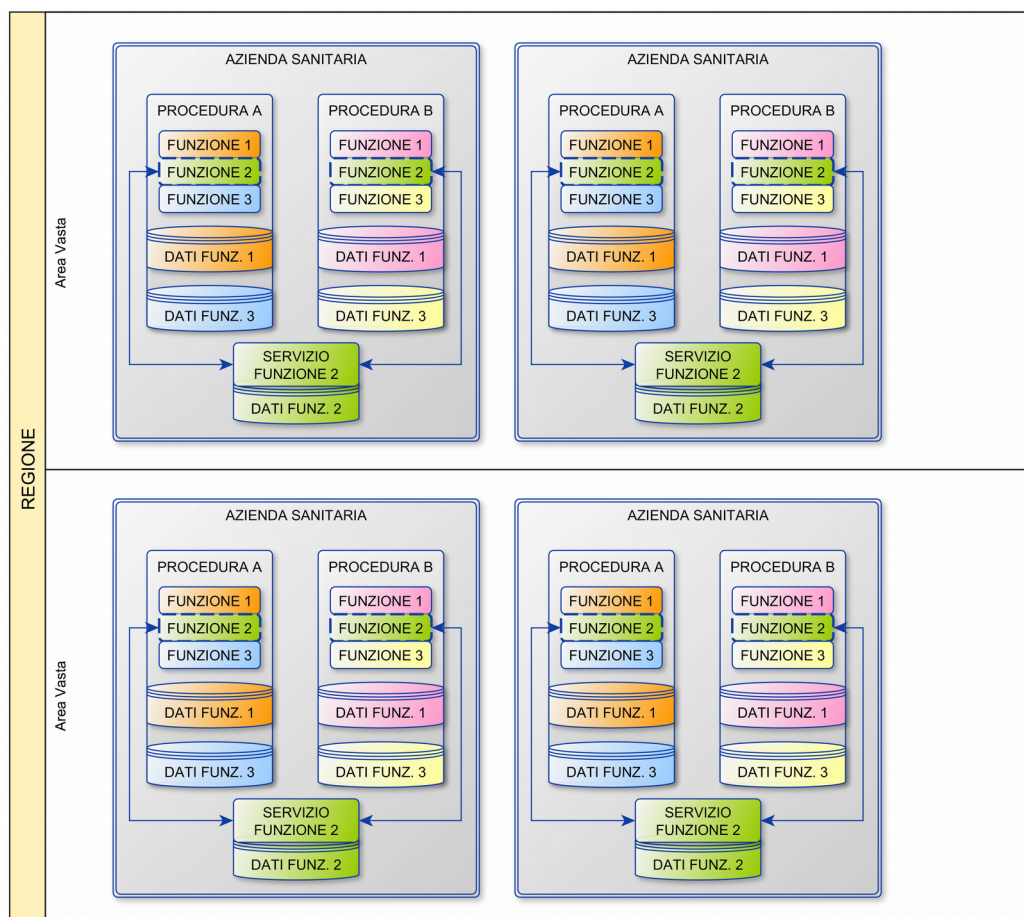 REGIONE
Area Vasta
AZIENDA SANITARIA
PROCEDURA A
FUNZIONE 1
FUNZIONE 2
FUNZIONE 3
DATI FUNZ. 1
DATI FUNZ. 3
PROCEDURA B
FUNZIONE 1
FUNZIONE 2
FUNZIONE 3
DATI FUNZ. 1
DATI FUNZ. 3
SERVIZIO
FUNZIONE 2
DATI FUNZ. 2
AZIENDA SANITARIA
PROCEDURA A
FUNZIONE 1
FUNZIONE 2
FUNZIONE 3
DATI FUNZ. 1
DATI FUNZ. 3
PROCEDURA B
FUNZIONE 1
FUNZIONE 2
FUNZIONE 3
DATI FUNZ. 1
DATI FUNZ. 3
SERVIZIO
FUNZIONE 2
DATI FUNZ. 2
Area Vasta
AZIENDA SANITARIA
PROCEDURA A
FUNZIONE 1
FUNZIONE 2
FUNZIONE 3
DATI FUNZ. 1
DATI FUNZ. 3
PROCEDURA B
FUNZIONE 1
FUNZIONE 2
FUNZIONE 3
DATI FUNZ. 1
DATI FUNZ. 3
SERVIZIO
FUNZIONE 2
DATI FUNZ. 2
AZIENDA SANITARIA
PROCEDURA A
FUNZIONE 1
FUNZIONE 2
FUNZIONE 3
DATI FUNZ. 1
DATI FUNZ. 3
PROCEDURA B
FUNZIONE 1
FUNZIONE 2
FUNZIONE 3
DATI FUNZ. 1
DATI FUNZ. 3
SERVIZIO
FUNZIONE 2
DATI FUNZ. 2